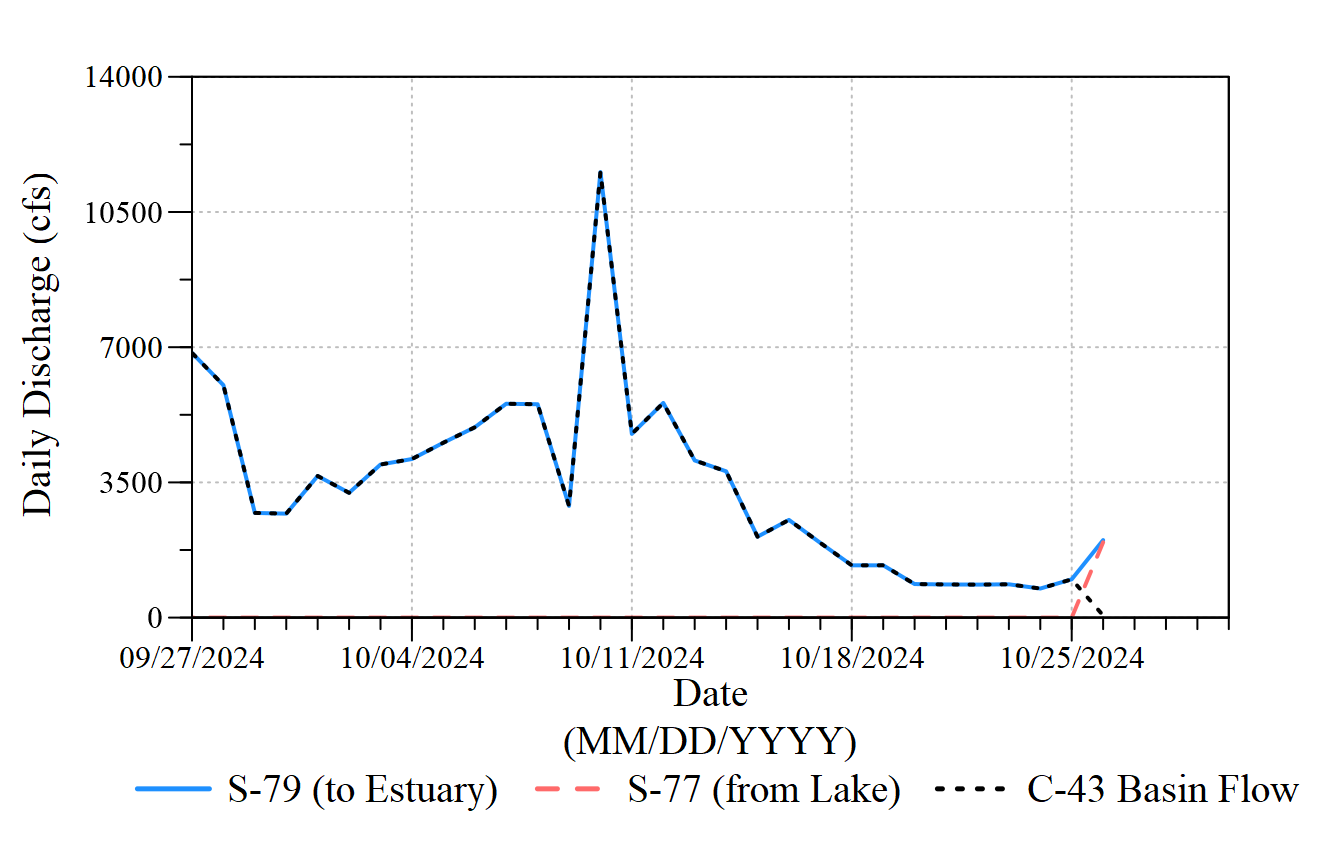 14000
10500
7000
3500
0
Daily Discharge (cfs)
09/27/2024 10/04/2024 10/11/2024 10/18/2024 10/25/2024
Date
(MM/DD/YYYY)
S-79 (to Estuary) S-77 (from Lake) C-43 Basin Flow